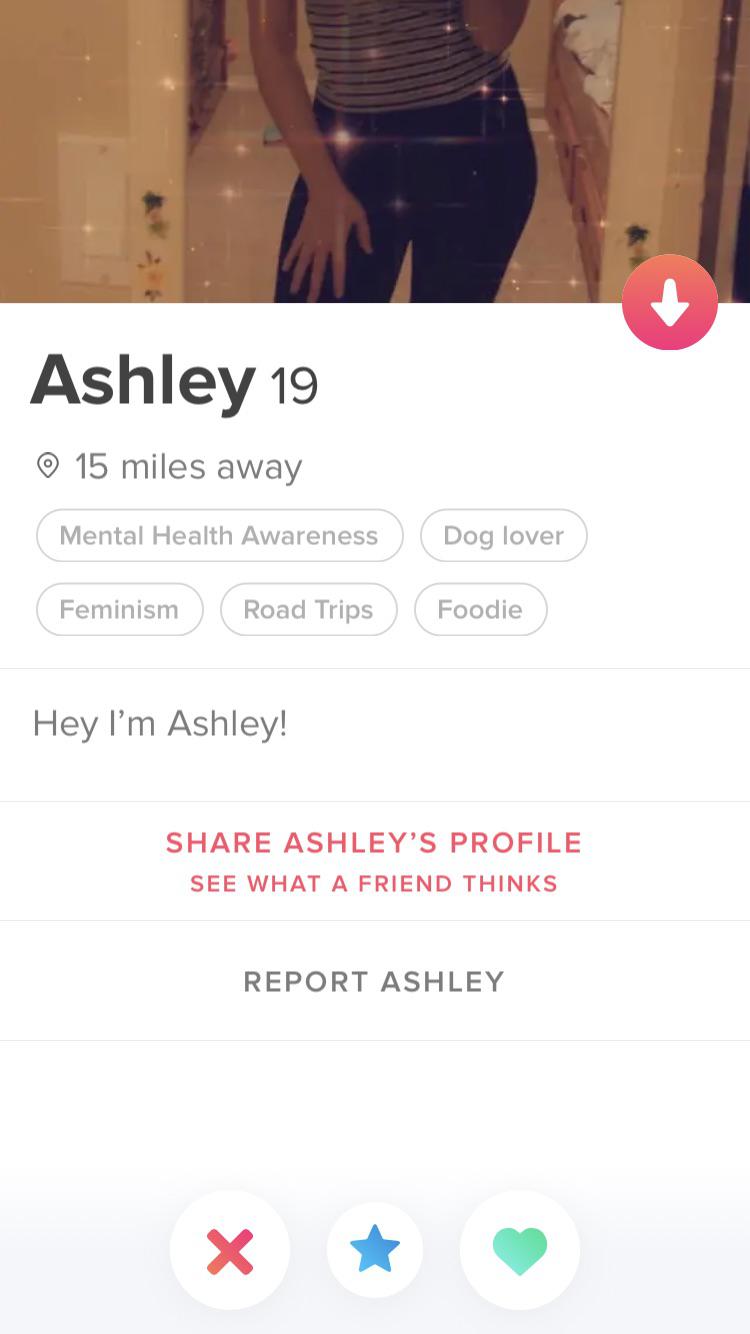 Ashley 19
15 miles away
Mental Health Awareness Dog lover
Feminism Road Trips Foodie
Hey I’m Ashley!
SHARE ASHLEY’S PROFILE
SEE WHAT A FRIEND THINKS
REPORT ASHLEY